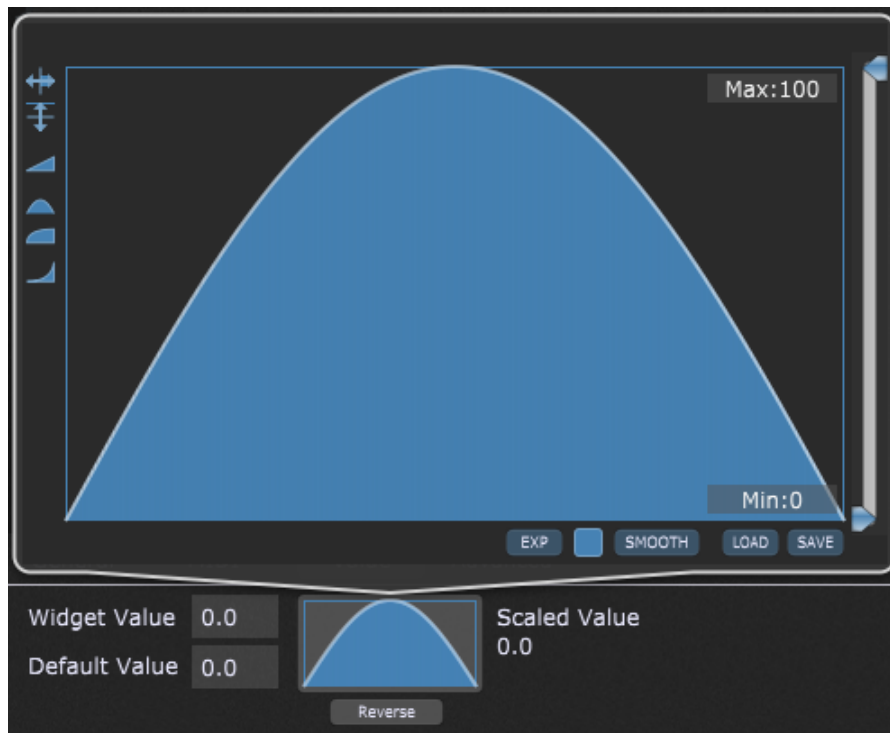 Max:100
Min:0
EXP SMOOTH LOAD SAVE
Widget Value 0.0 Scaled Value
0.0
Default Value 0.0
Reverse